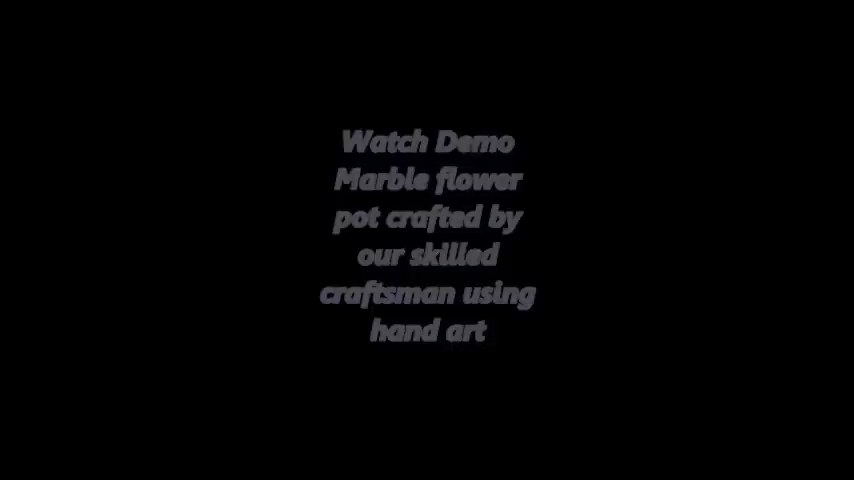 Watch Demo
Marble flower
pot crafted by
our skilled
craftsman using
hand art